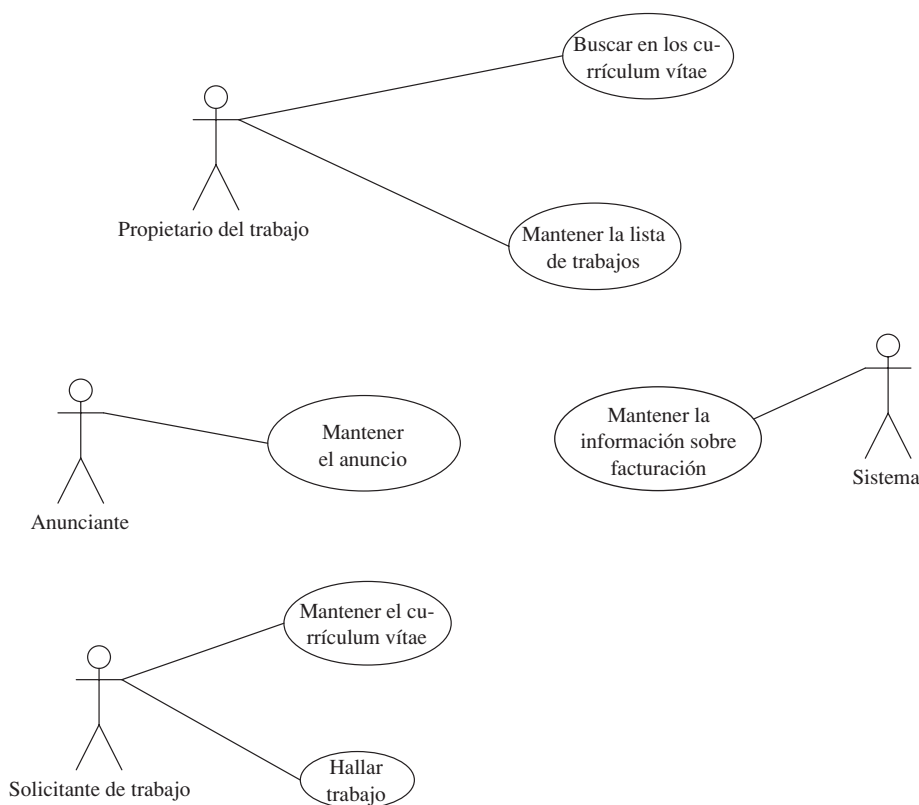 Buscar en los cu-
rrículum vítae
Propietario del trabajo
Mantener la lista
de trabajos
Mantener
el anuncio
Anunciante
Mantener la
información sobre
facturación
Sistema
Mantener el cu-
rrículum vítae
Hallar
trabajo
Solicitante de trabajo